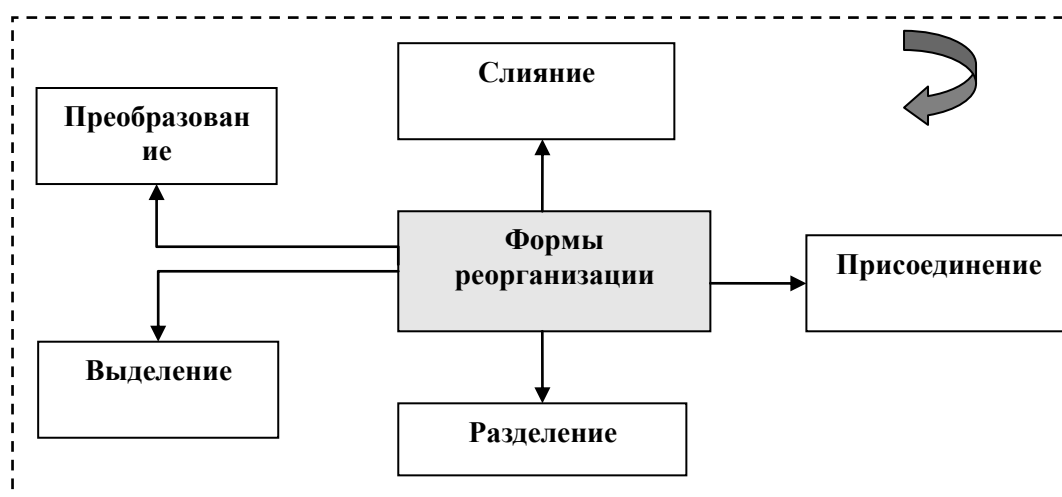 Слияние
Преобразован
ие
Формы
реорганизации
Присоединение
Выделение
Разделение